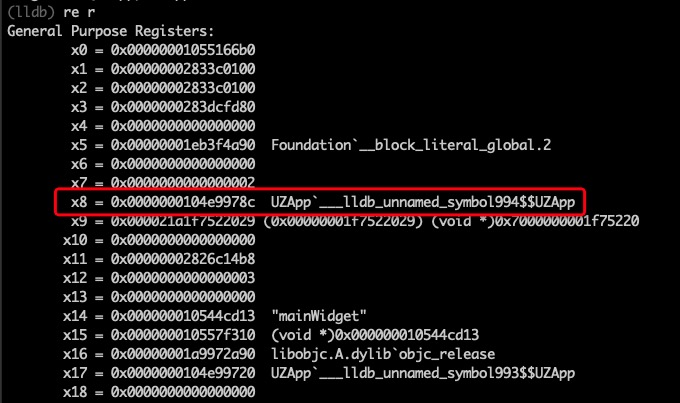 (lldb) re r
General Purpose Registers:
x0 = 0x00000001055166b0
x1 = 0x00000002833c0100
x2 = 0x00000002833c0100
x3 = 0x0000000283dcfd80
x4 = 0x0000000000000000
x5 = 0x00000001eb3f4a90  Foundation`__block_literal_global.2
x6 = 0x0000000000000000
x7 = 0x0000000000000002
x8 = 0x0000000104e9978c  UZApp`___lldb_unnamed_symbol994$$UZApp
x9 = 0x000021a1f7522029 (0x00000001f7522029) (void *)0x7000000001f75220
x10 = 0x0000000000000000
x11 = 0x00000002826c14b8
x12 = 0x0000000000000003
x13 = 0x0000000000000000
x14 = 0x000000010544cd13  "mainWidget"
x15 = 0x000000010557f310  (void *)0x000000010544cd13
x16 = 0x00000001a9972a90  libobjc.A.dylib`objc_release
x17 = 0x0000000104e99720  UZApp`___lldb_unnamed_symbol993$$UZApp
x18 = 0x0000000000000000